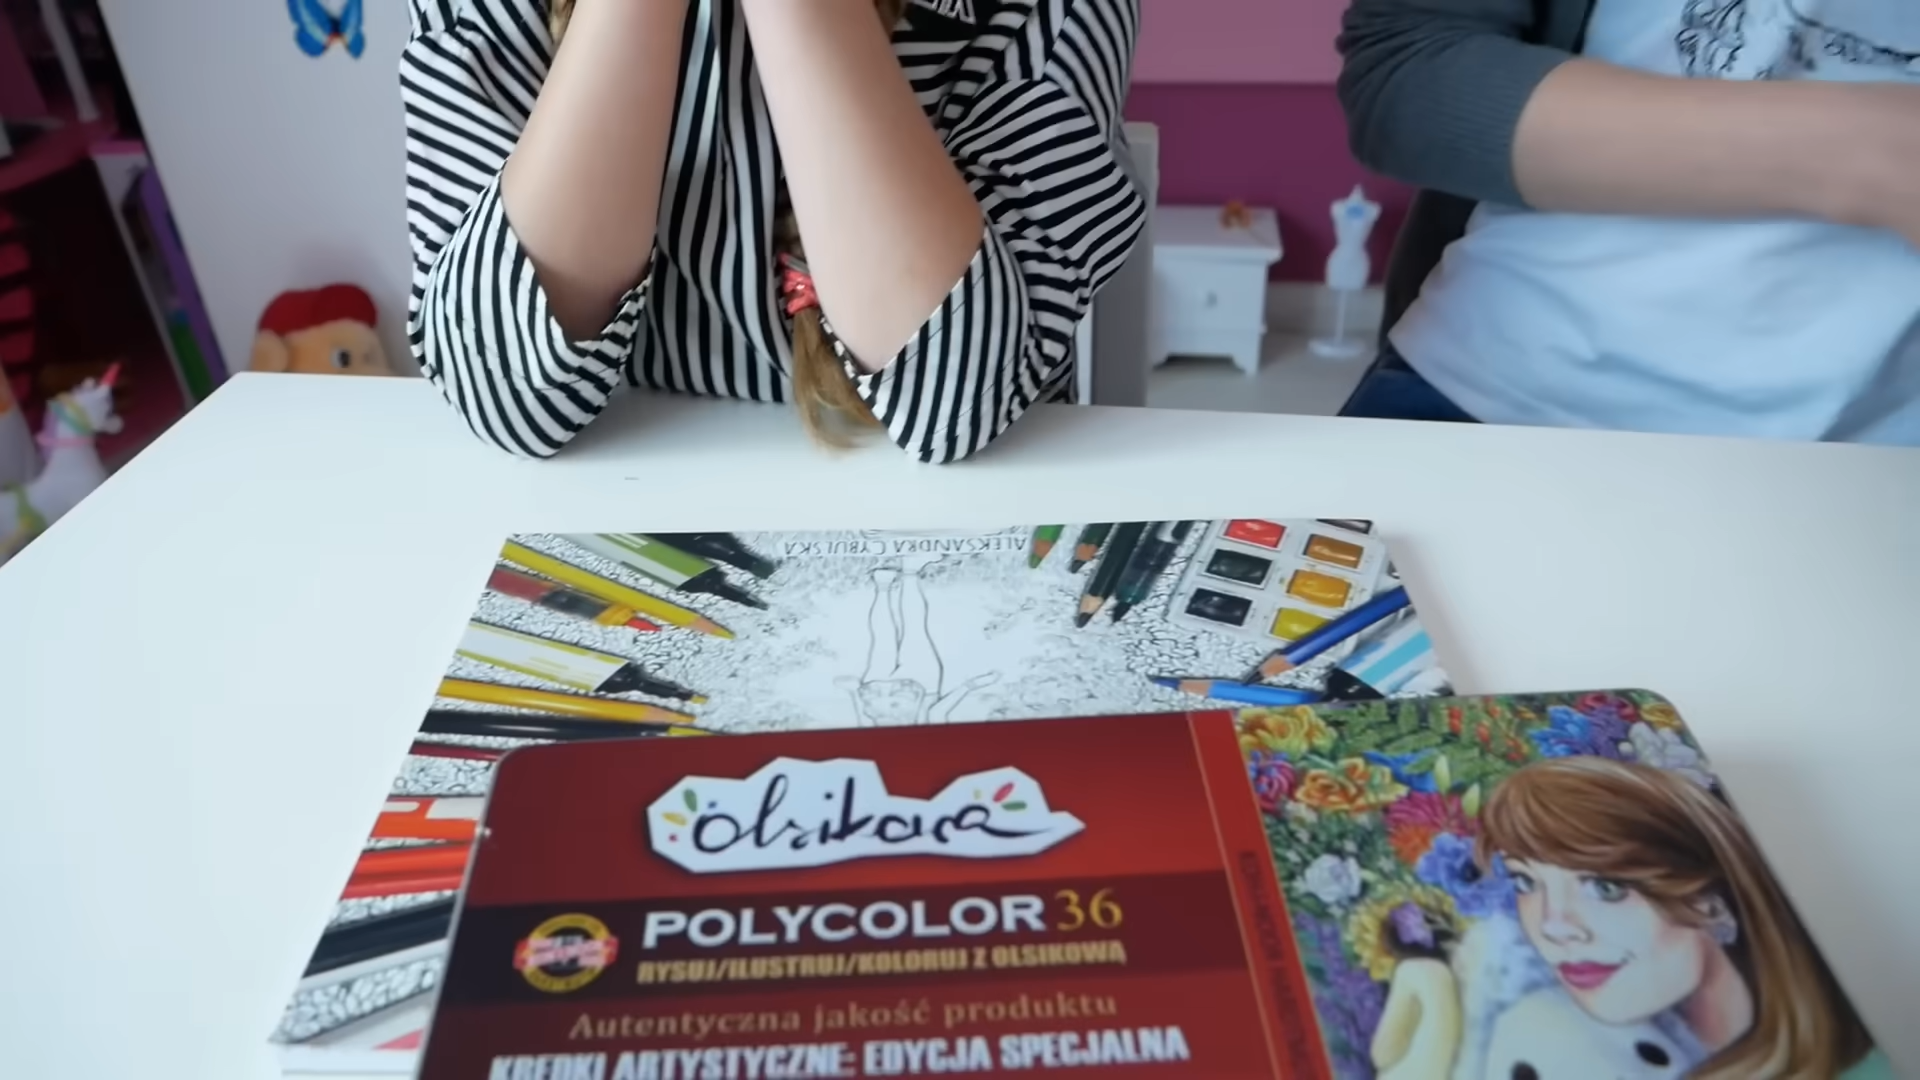 ALEKSANDRA CYBULSKA
olsikowa
POLYCOLOR 36
RYSUJ/ILUSTRUJ/KOLORUJ Z OLSIKOWĄ
Autentyczna jakość produktu
KREDKI ARTYSTYCZNE: EDYCJA SPECJALNA